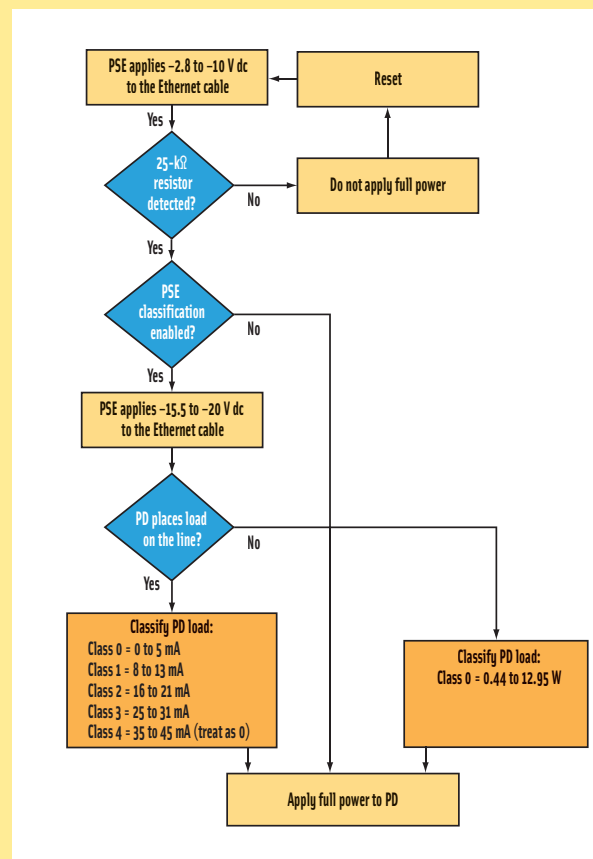 PSE applies –2.8 to –10 V dc
to the Ethernet cable
Reset
Yes
25-kΩ
resistor
detected?
No
Do not apply full power
Yes
PSE
classification
enabled?
No
Yes
PSE applies –15.5 to –20 V dc
to the Ethernet cable
PD places load
on the line?
No
Yes
Classify PD load:
Class 0 = 0 to 5 mA
Class 1 = 8 to 13 mA
Class 2 = 16 to 21 mA
Class 3 = 25 to 31 mA
Class 4 = 35 to 45 mA (treat as 0)
Classify PD load:
Class 0 = 0.44 to 12.95 W
Apply full power to PD